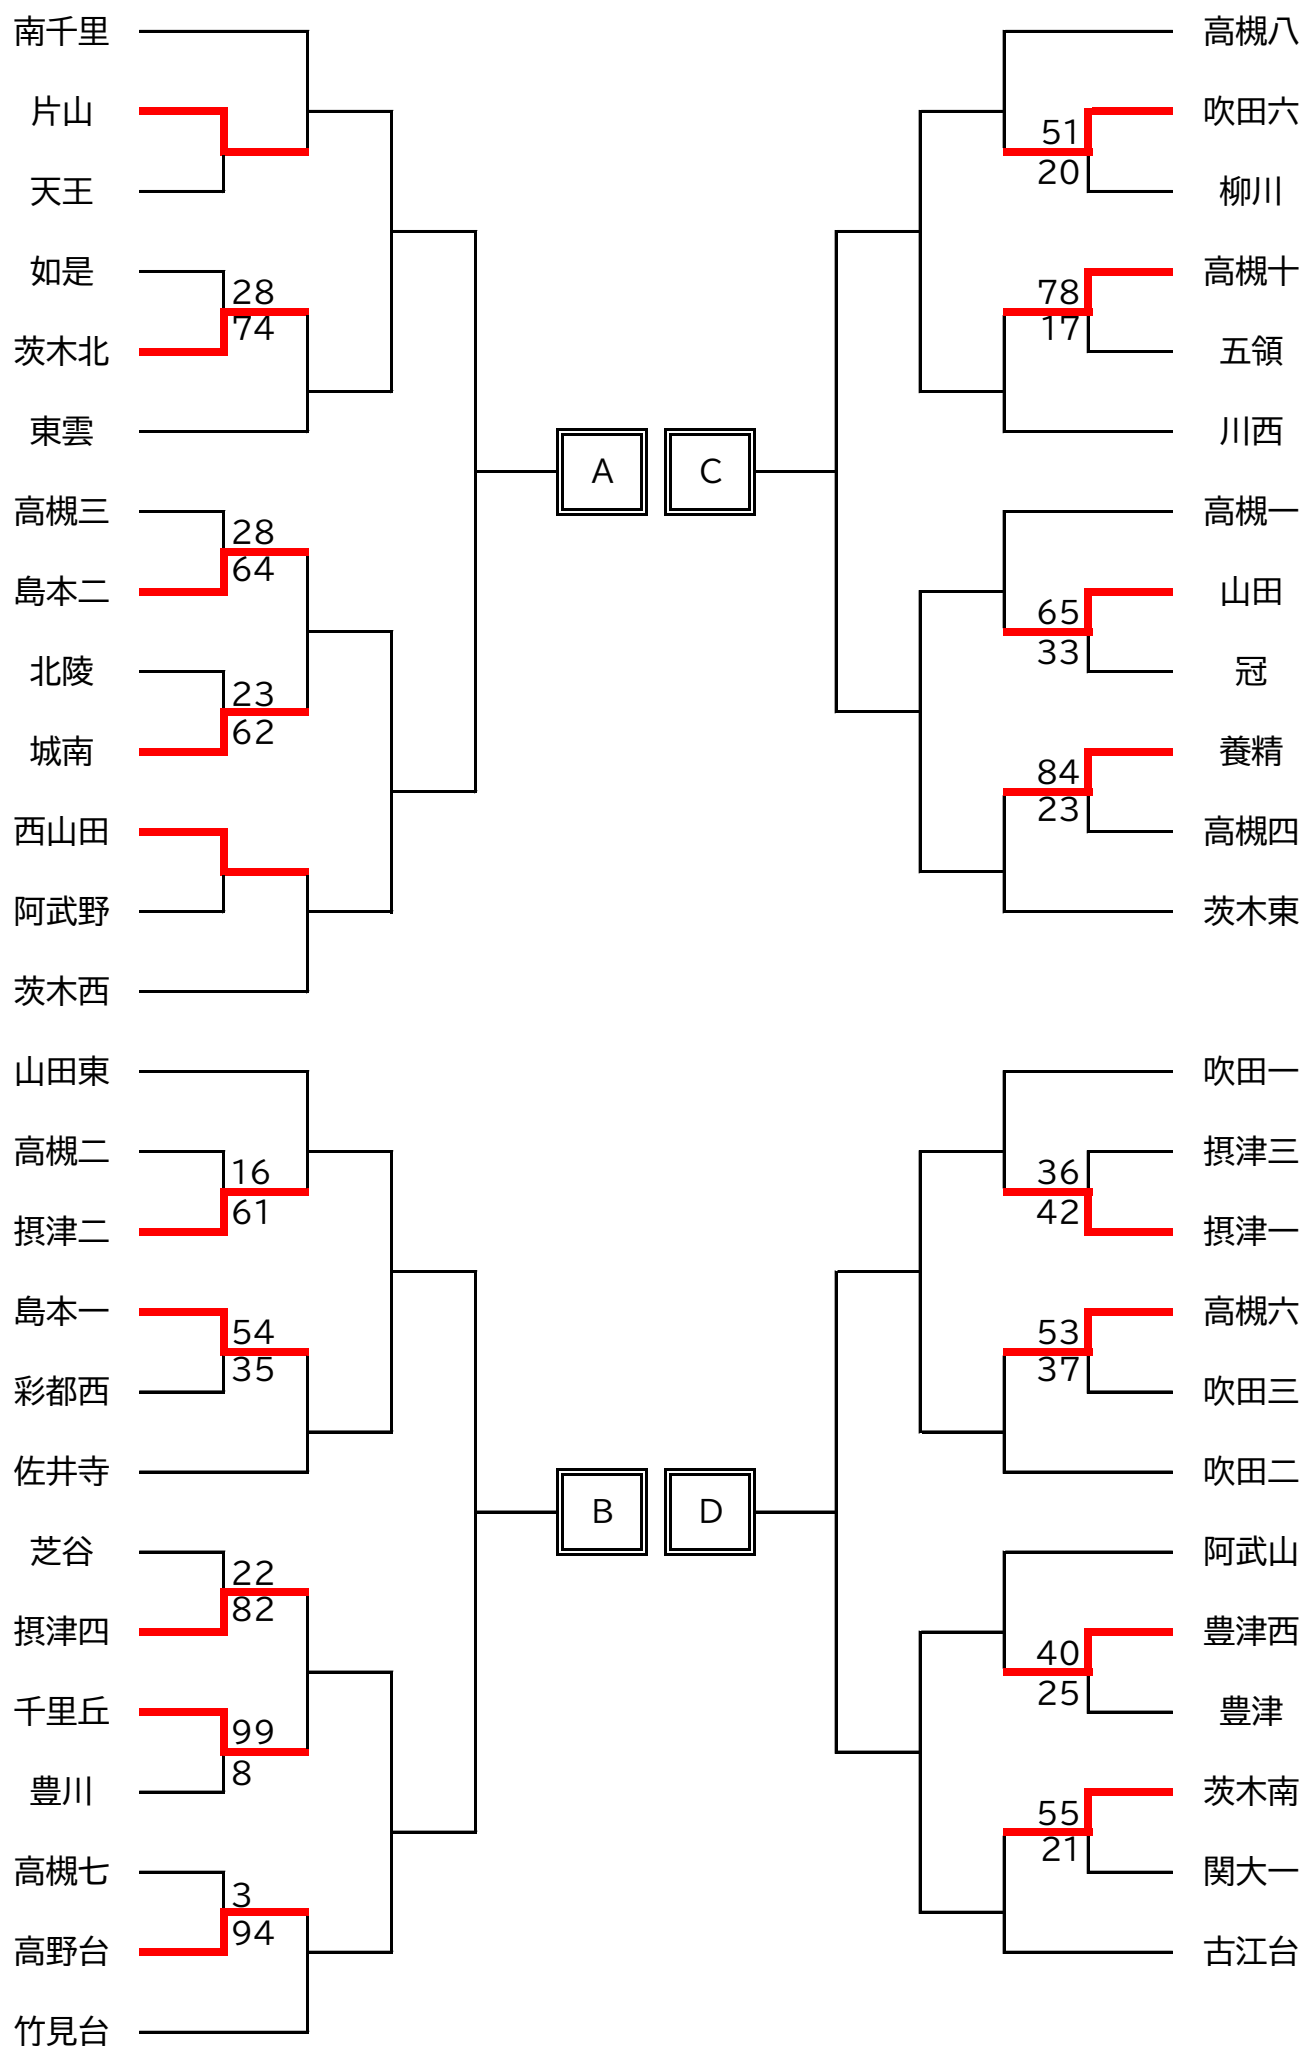 南千里
片山
天王
如是
28
74
茨木北
東雲
高槻三
28
64
島本二
北陵
23
62
城南
西山田
阿武野
茨木西
A
山田東
高槻二
16
61
摂津二
島本一
54
35
彩都西
佐井寺
芝谷
22
82
摂津四
千里丘
99
8
豊川
高槻七
3
94
高野台
竹見台
B
高槻八
吹田六
51
20
柳川
高槻十
78
17
五領
川西
高槻一
山田
65
33
冠
養精
84
23
高槻四
茨木東
C
吹田一
摂津三
36
42
摂津一
高槻六
53
37
吹田三
吹田二
阿武山
豊津西
40
25
豊津
茨木南
55
21
関大一
古江台
D